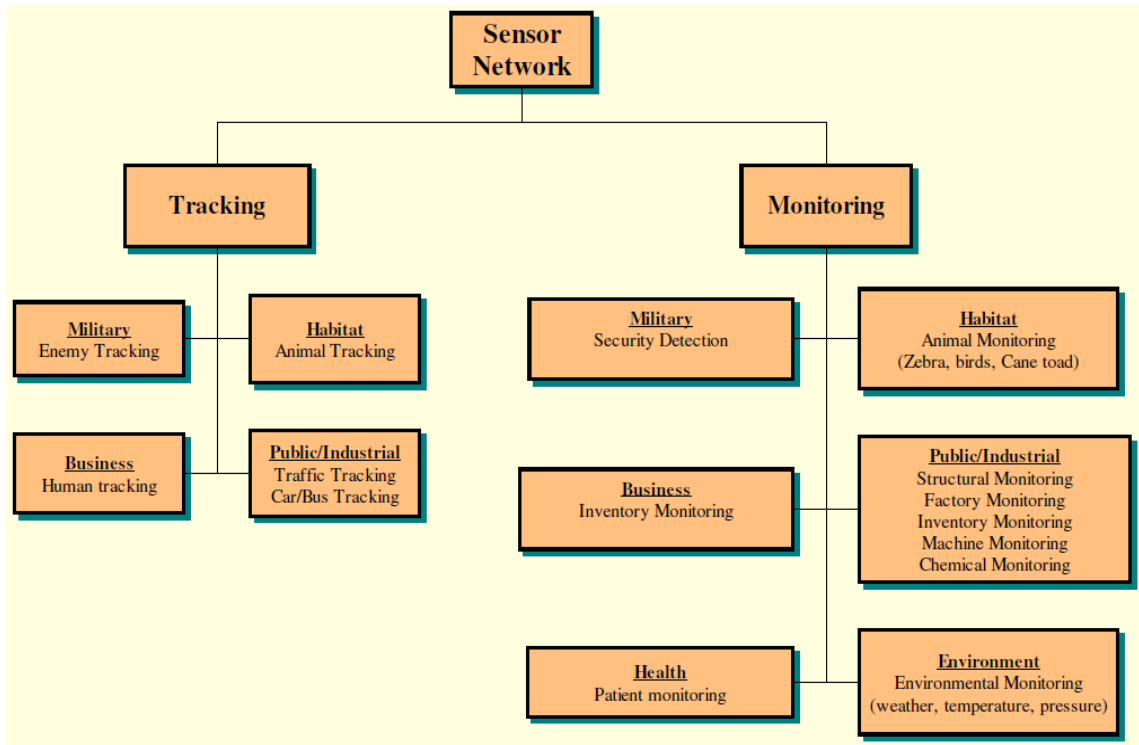 Sensor
Network
Tracking
Monitoring
Military
Enemy Tracking
Habitat
Animal Tracking
Business
Human tracking
Public/Industrial
Traffic Tracking
Car/Bus Tracking
Military
Security Detection
Habitat
Animal Monitoring
(Zebra, birds, Cane toad)
Business
Inventory Monitoring
Public/Industrial
Structural Monitoring
Factory Monitoring
Inventory Monitoring
Machine Monitoring
Chemical Monitoring
Health
Patient monitoring
Environment
Environmental Monitoring
(weather, temperature, pressure)